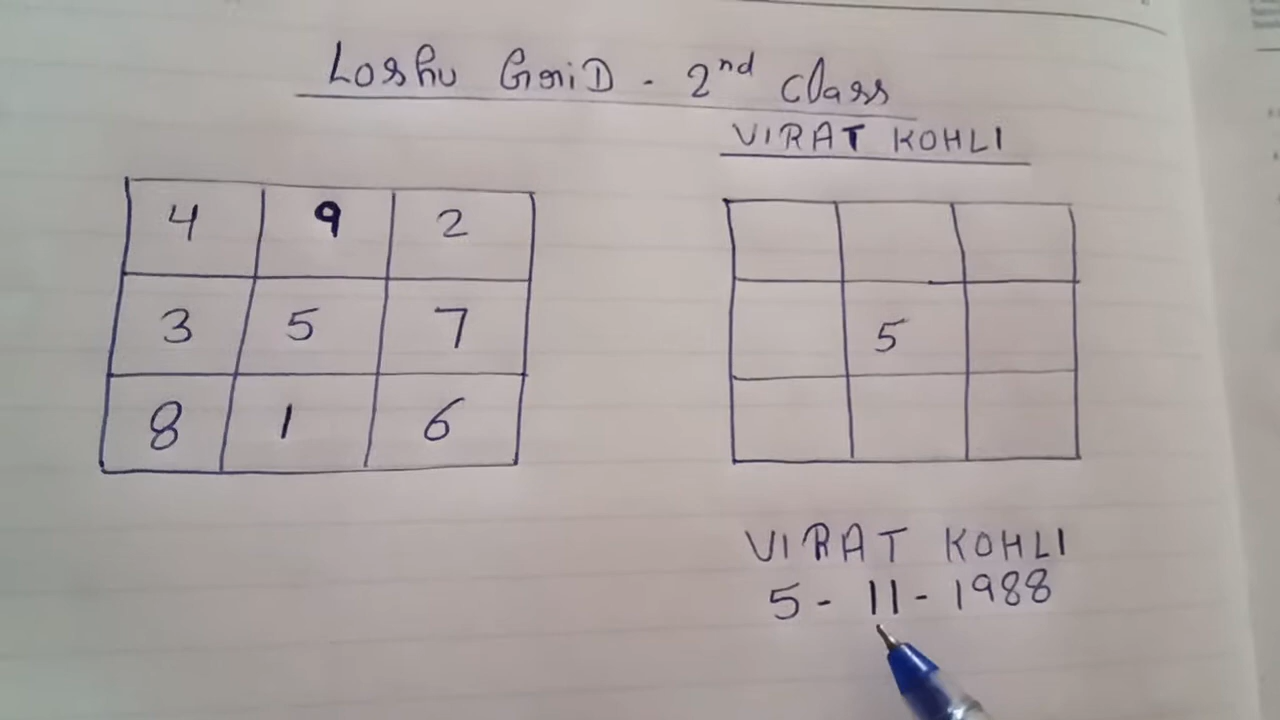 Loshu GriD - 2nd Class
VIRAT KOHLI
4 9 2
3 5 7
8 1 6
5
VIRAT KOHLI
5 - 11 - 1988